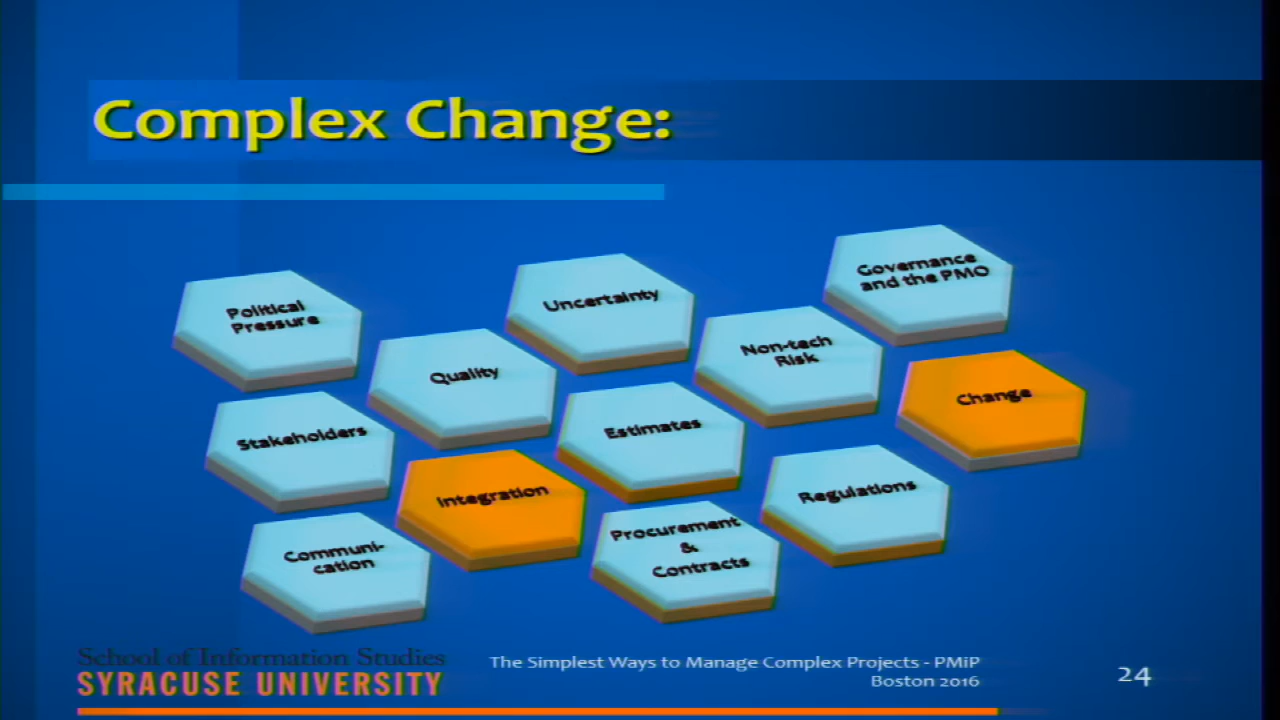 Complex Change:
Political
Pressure
Uncertainty
Governance
and the PMO
Quality
Non-tech
Risk
Stakeholders
Estimates
Change
Integration
Regulations
Communi-
cation
Procurement
&
Contracts
School of Information Studies
SYRACUSE UNIVERSITY
The Simplest Ways to Manage Complex Projects - PMiP
Boston 2016
24